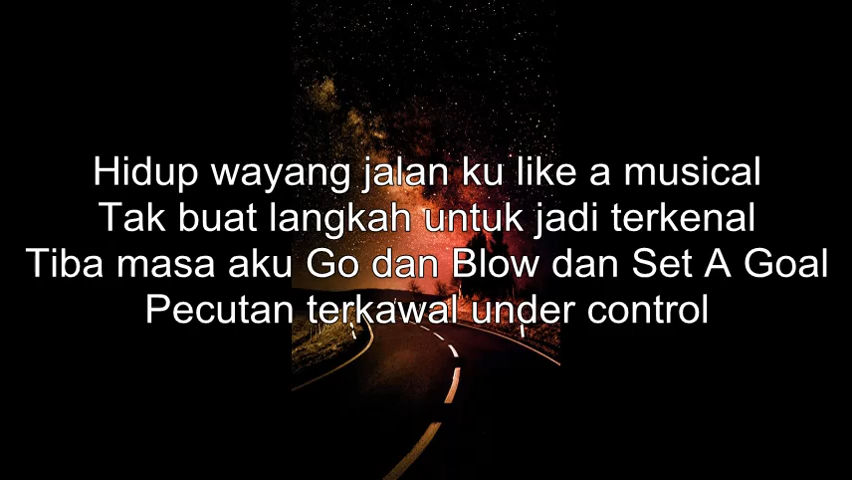 Hidup wayang jalan ku like a musical
Tak buat langkah untuk jadi terkenal
Tiba masa aku Go dan Blow dan Set A Goal
Pecutan terkawal under control